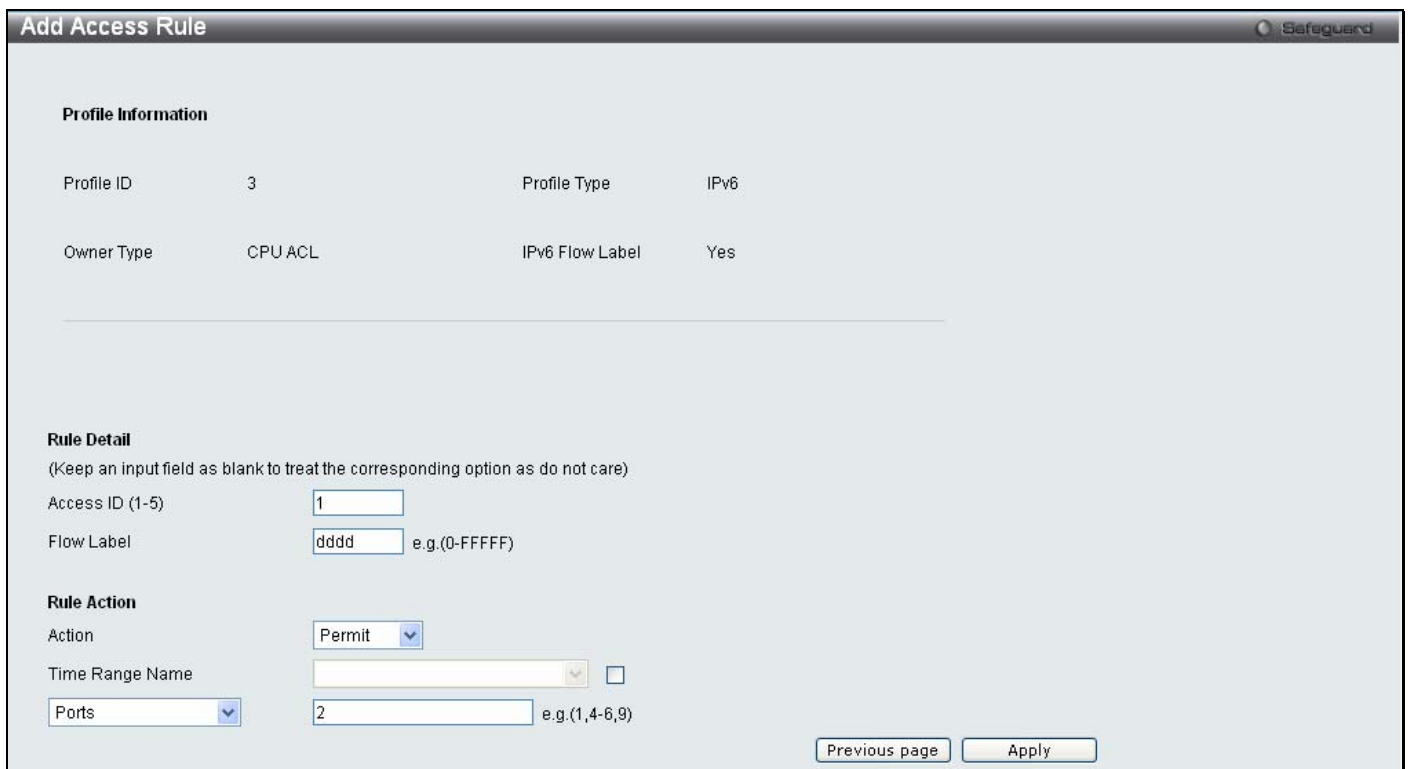 Add Access Rule
Safeguard
Profile Information
Profile ID 3 Profile Type IPv6
Owner Type CPU ACL IPv6 Flow Label Yes
Rule Detail
(Keep an input field as blank to treat the corresponding option as do not care)
Access ID (1-5) 1
Flow Label dddd e.g.(0-FFFFF)
Rule Action
Action Permit
Time Range Name
Ports 2 e.g.(1,4-6,9)
Previous page Apply